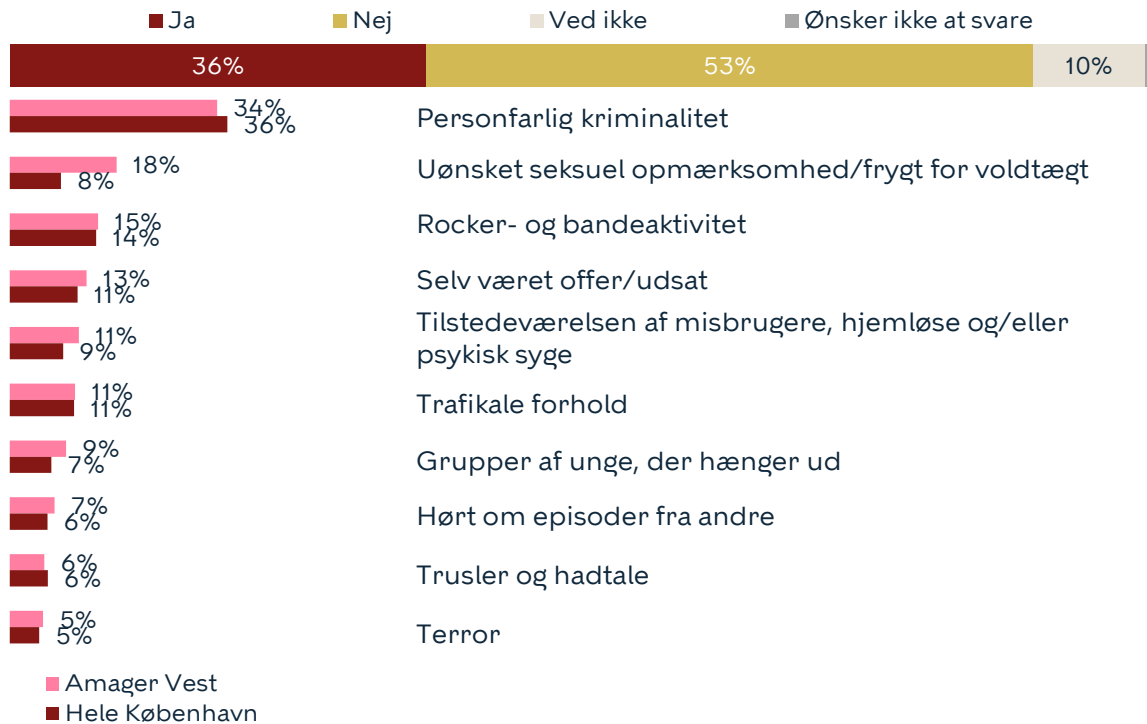 Ja Nej Ved ikke Ønsker ikke at svare
36% 53% 10%
34%
36%
Personfarlig kriminalitet
18%
8%
Uønsket seksuel opmærksomhed/frygt for voldtægt
15%
14%
Rocker- og bandeaktivitet
13%
11%
Selv været offer/udsat
11%
9%
Tilstedeværelsen af misbrugere, hjemløse og/eller
psykisk syge
11%
11%
Trafikale forhold
9%
7%
Grupper af unge, der hænger ud
7%
6%
Hørt om episoder fra andre
6%
6%
Trusler og hadtale
5%
5%
Terror
Amager Vest
Hele København